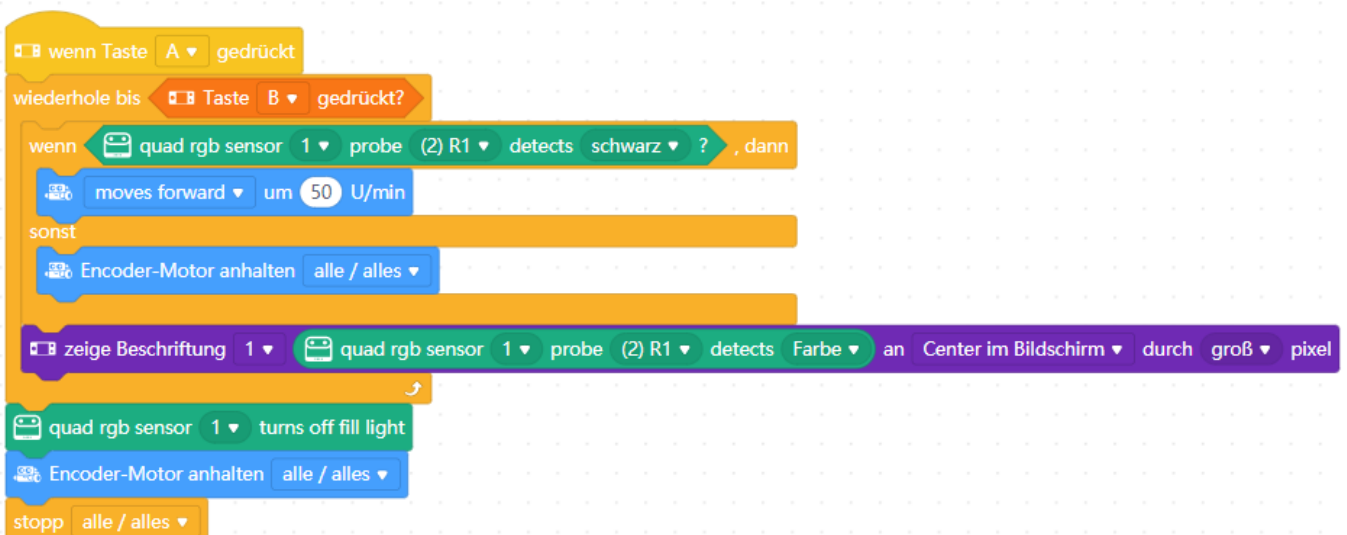 wenn Taste A gedrückt
wiederhole bis Taste B gedrückt?
wenn quad rgb sensor 1 probe (2) R1 detects schwarz ? , dann
moves forward um 50 U/min
sonst
Encoder-Motor anhalten alle / alles
zeige Beschriftung 1 quad rgb sensor 1 probe (2) R1 detects Farbe an Center im Bildschirm durch groß pixel
quad rgb sensor 1 turns off fill light
Encoder-Motor anhalten alle / alles
stopp alle / alles